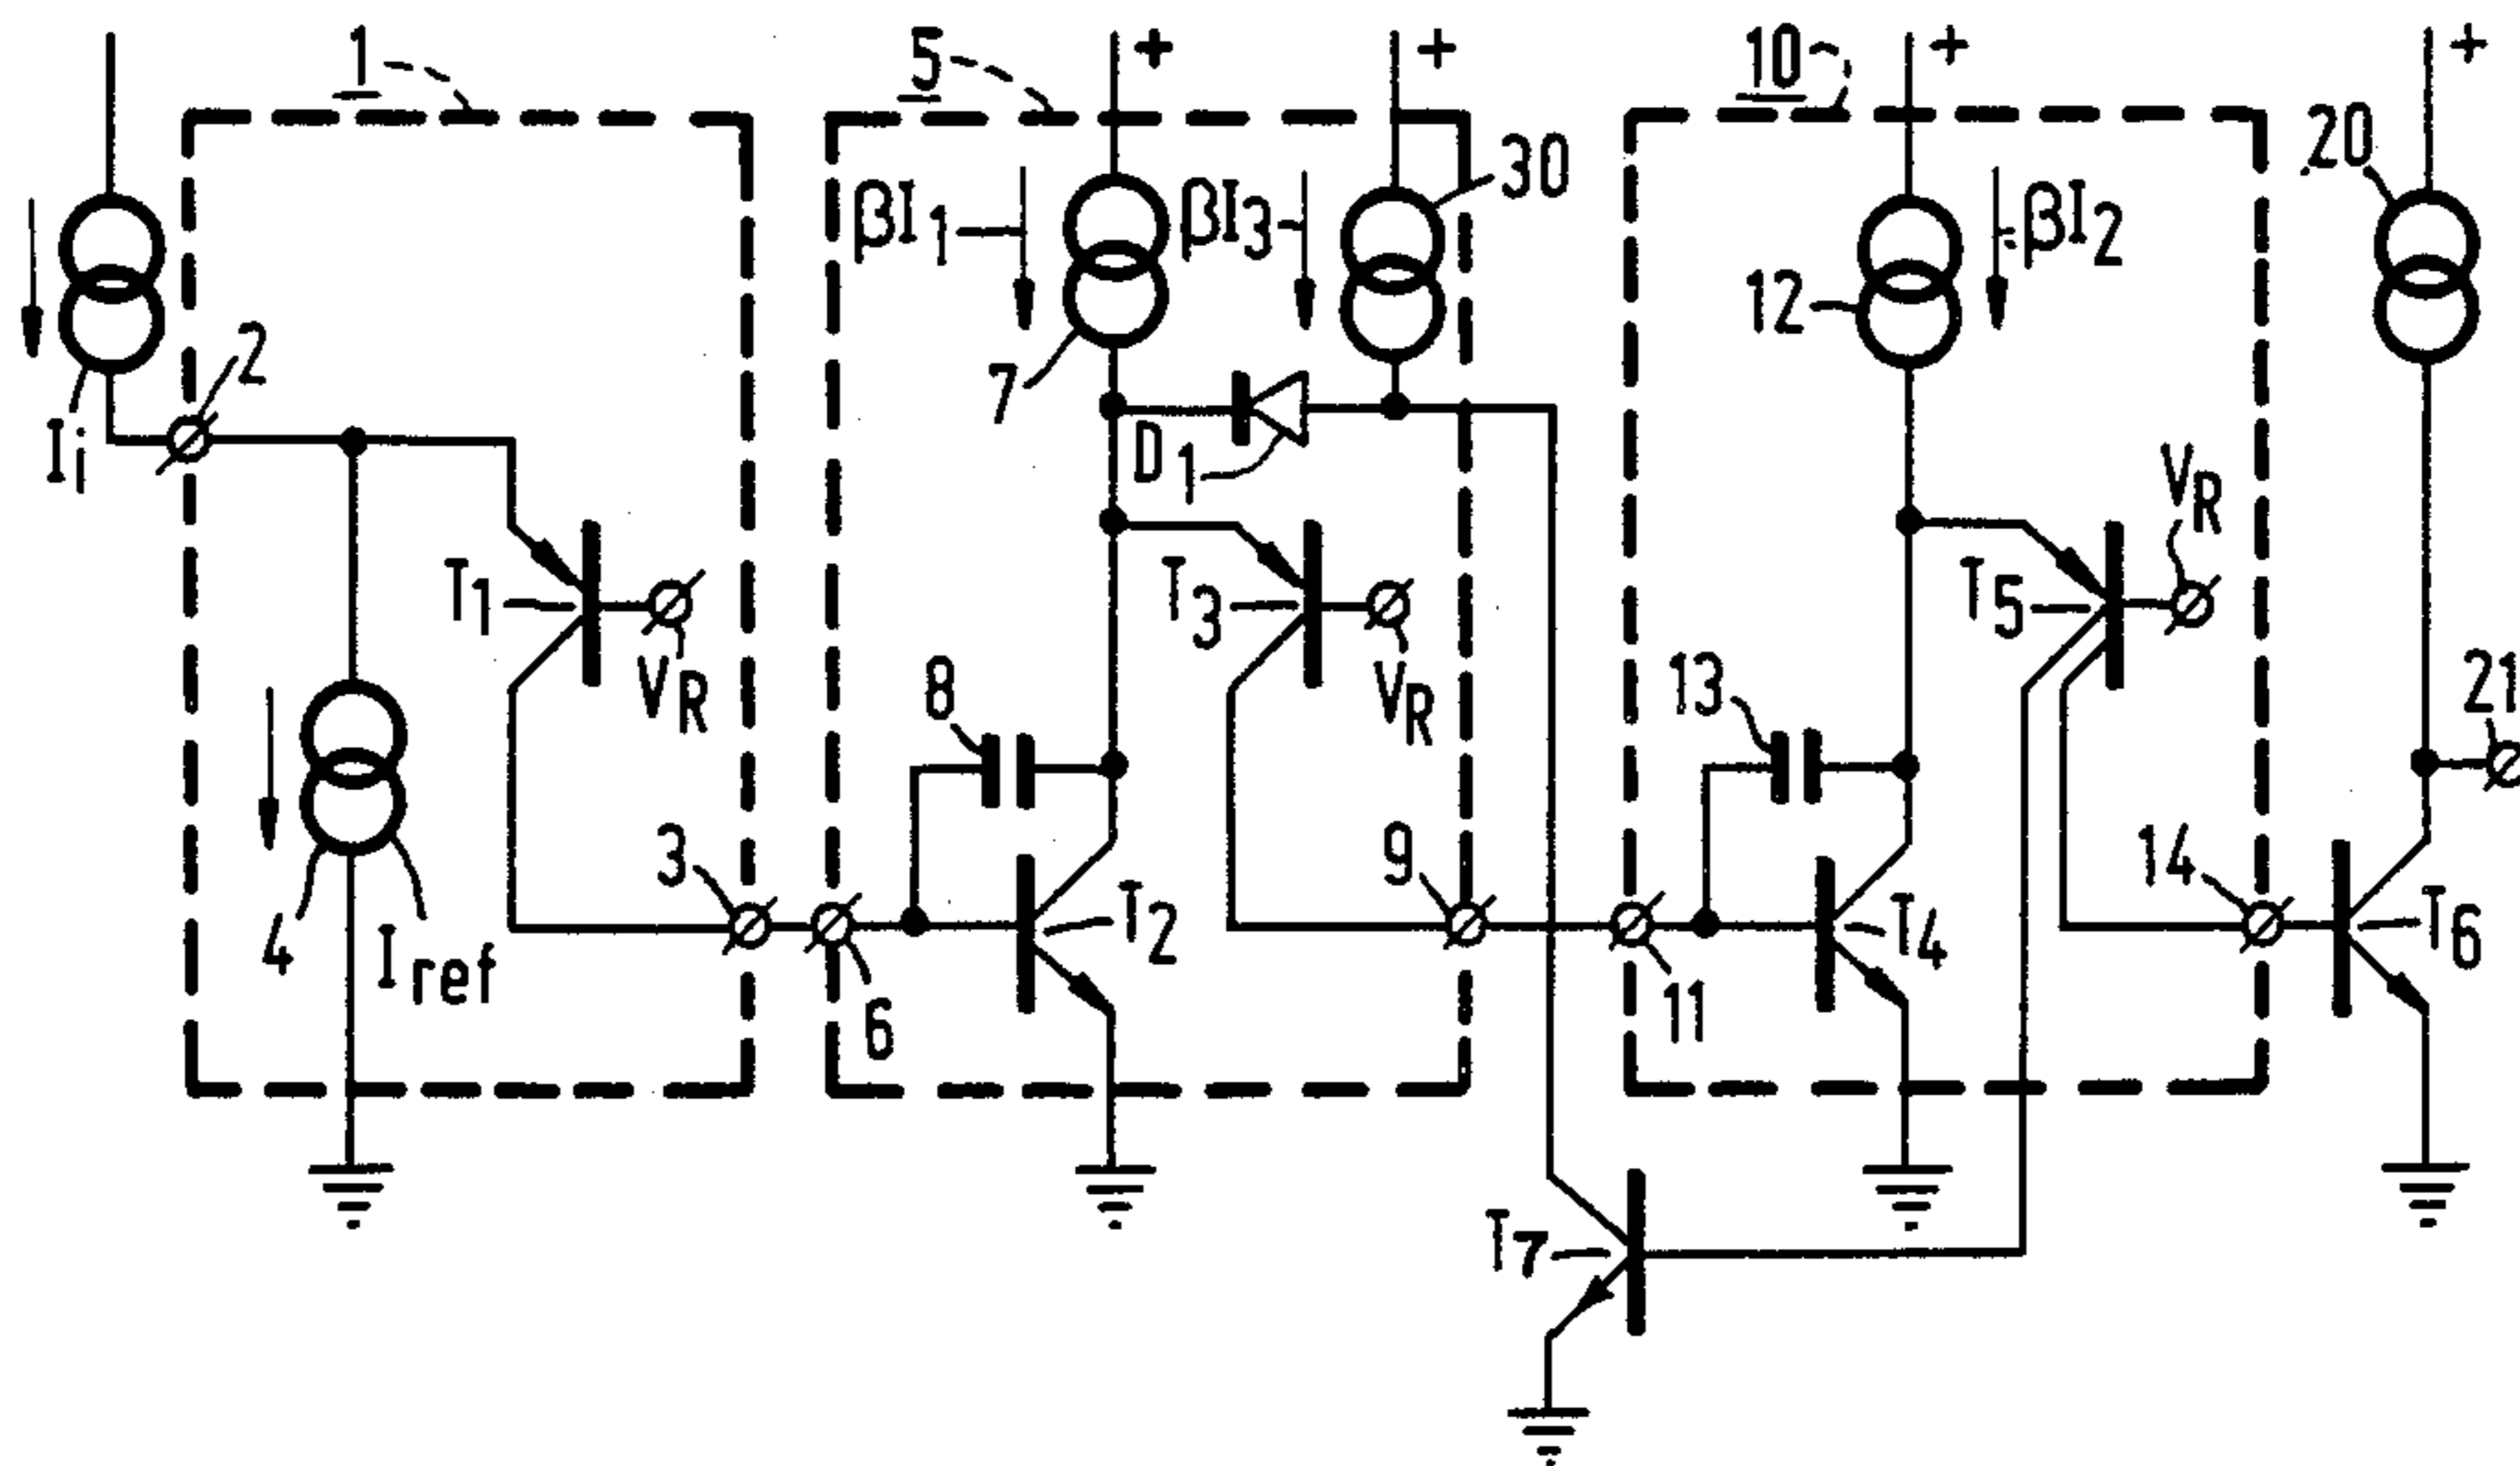 1 5 + + 10 + +
20
30
βI1 βI3 βI2
12
2
7
Ii
D1
VR
T1 T3 T5
VR VR
8 13
21
3 9 14
T2 T4 T6
4 Iref
6 11
T7